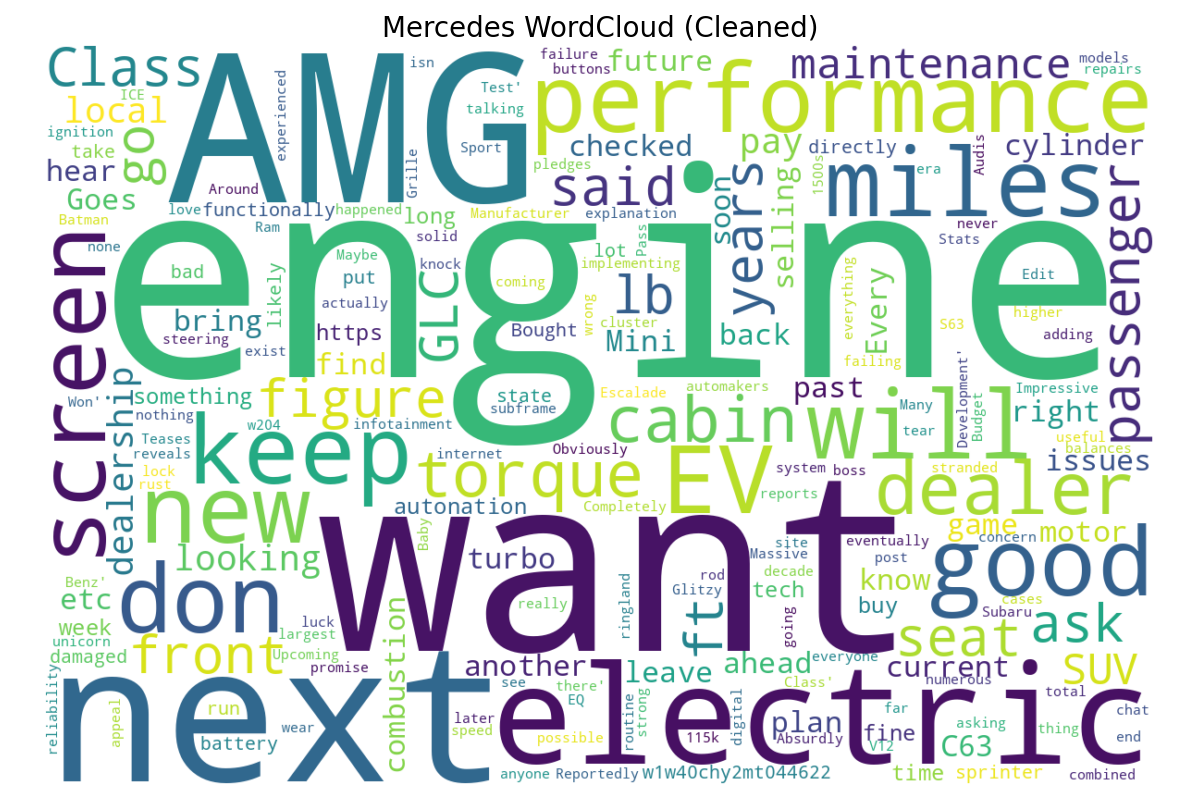 Mercedes WordCloud (Cleaned)
Class
AMG
isn
failure
buttons
future
maintenance
models
repairs
ICE
local
experienced
Test'
talking
performance
ignition
take
go
Grille
Sport
checked
pay
directly
era
Audis
cylinder
hear
Goes
Around
pledges
said
years
1500s
miles
passenger
Batman
love
functionally
happened
long
Manufacturer
explanation
soon
selling
never
Stats
none
Ram
solid
lot
Pass
screen
engine
bad
likely
Maybe
put
knock
GLC
coming
implementing
lb
everything
Every
Edit
bring
actually
steering
exist
https
Bought
wrong
cluster
Mini
back
S63
higher
adding
find
failing
dealership
something
figure
state
subframe
Escalade
automakers
past
Many
Development'
Budget
Impressive
right
Won'
nothing
w204
infotainment
cabin
will
tear
useful
balances
Teases
reveals
keep
internet
Obviously
system
boss
stranded
issues
lock
rust
torque
EV
reports
dealer
new
autonation
Completely
Baby
want
game
concern
motor
looking
turbo
site
Massive
eventually
post
good
Benz'
etc
don
really
ringland
rod
Glitzy
decade
tech
know
cases
Subaru
week
unicorn
luck
largest
ft
going
buy
seat
ask
damaged
front
Upcoming
promise
combustion
another
there'
leave
ahead
everyone
current
numerous
SUV
reliability
next
see
EQ
Class'
electric
total
appeal
run
battery
wear
later
speed
possible
routine
strong
115k
digital
plan
Absurdly
fine
far
VT2
C63
asking
thing
chat
end
anyone
Reportedly
w1w40chy2mt044622
time
sprinter
combined